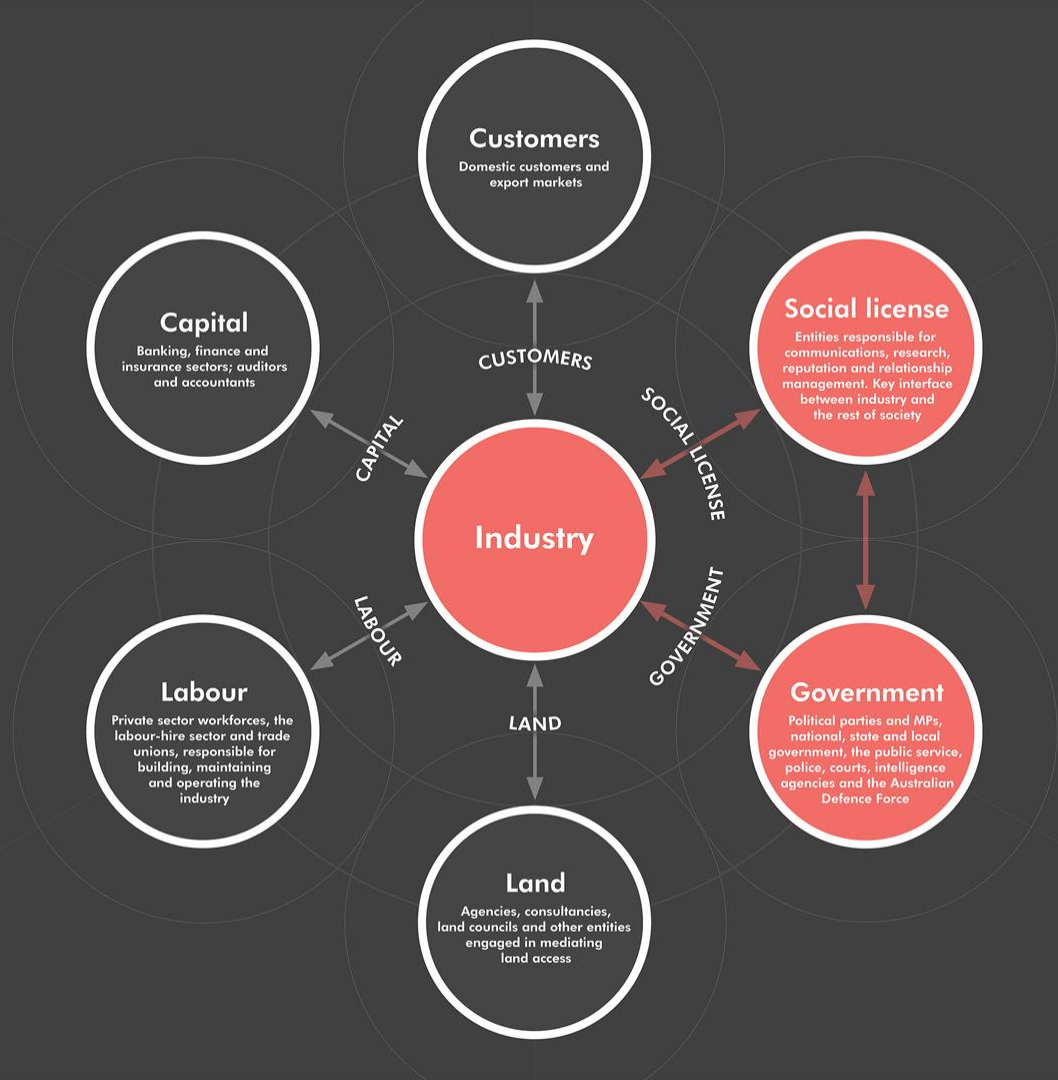 Customers
Domestic customers and
export markets
Capital
Banking, finance and
insurance sectors; auditors
and accountants
Social license
Entities responsible for
communications, research,
reputation and relationship
management. Key interface
between industry and
the rest of society
CUSTOMERS
CAPITAL
SOCIAL LICENSE
Industry
LABOUR
GOVERNMENT
LAND
Labour
Private sector workforces, the
labour-hire sector and trade
unions, responsible for
building, maintaining
and operating the
industry
Government
Political parties and MPs,
national, state and local
government, the public service,
police, courts, intelligence
agencies and the Australian
Defence Force
Land
Agencies, consultancies,
land councils and other entities
engaged in mediating
land access